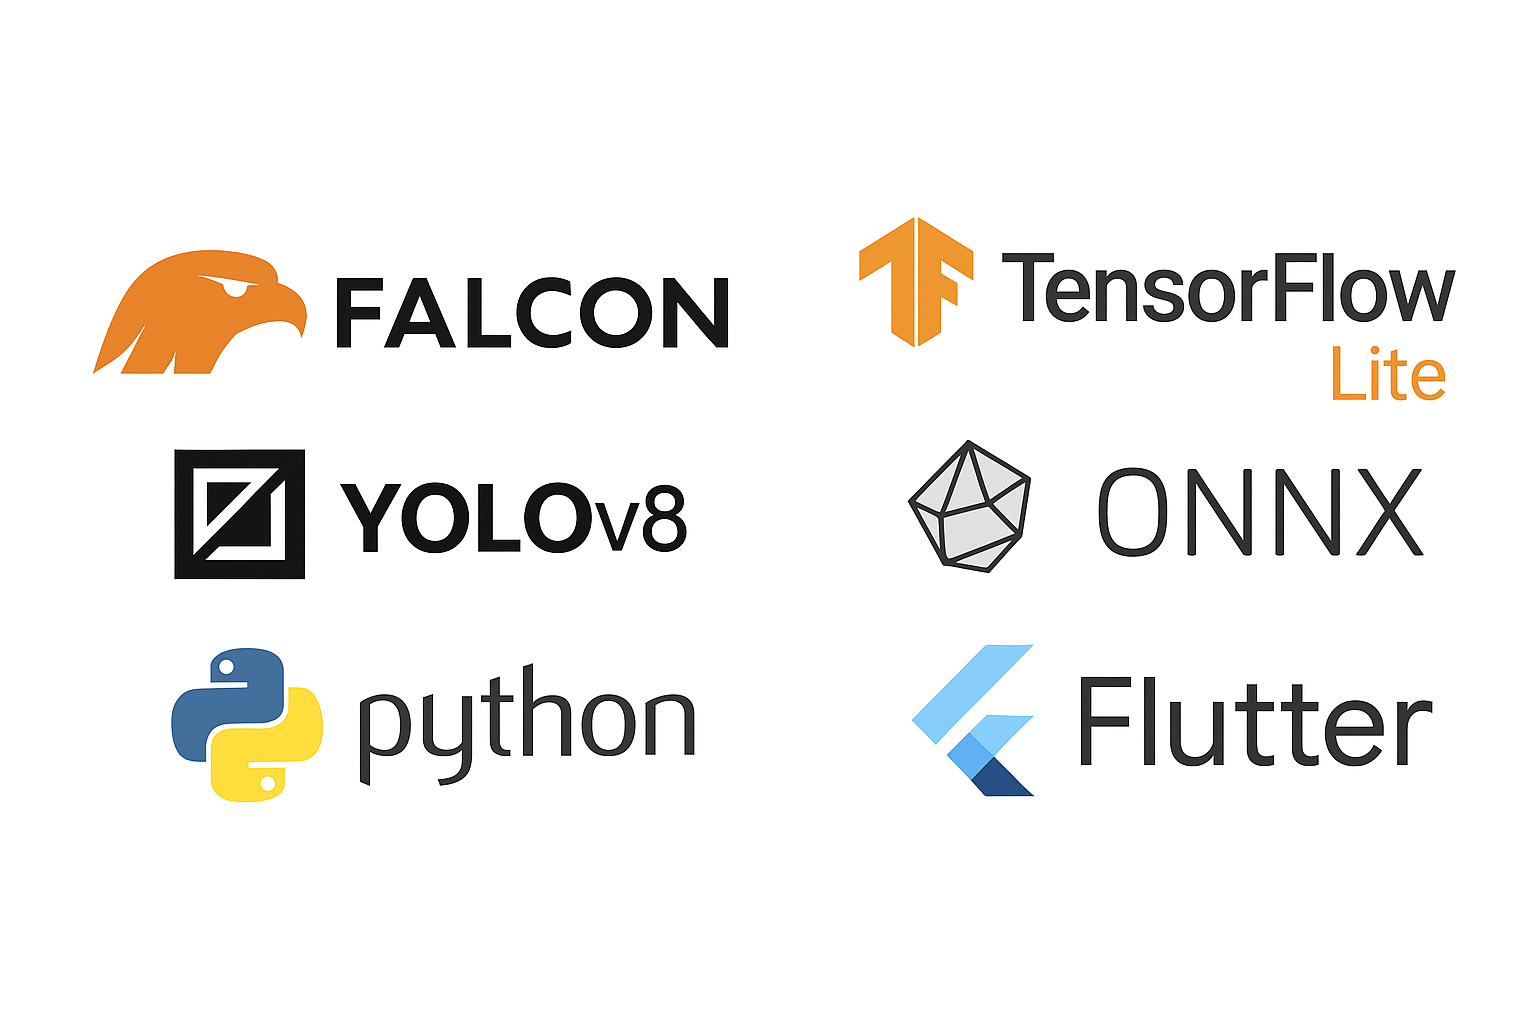 FALCON
TensorFlow
Lite
YOLOv8
ONNX
python
Flutter